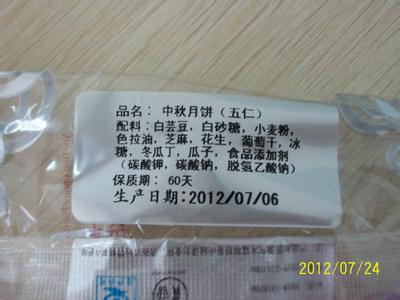 品名： 中秋月饼（五仁）
配料：白芸豆，白砂糖，小麦粉，
色拉油，芝麻，花生，葡萄干，冰
糖，冬瓜丁，瓜子，食品添加剂
（碳酸钾，碳酸钠，脱氢乙酸钠）
保质期： 60天
生产日期：2012/07/06
2012/07/24